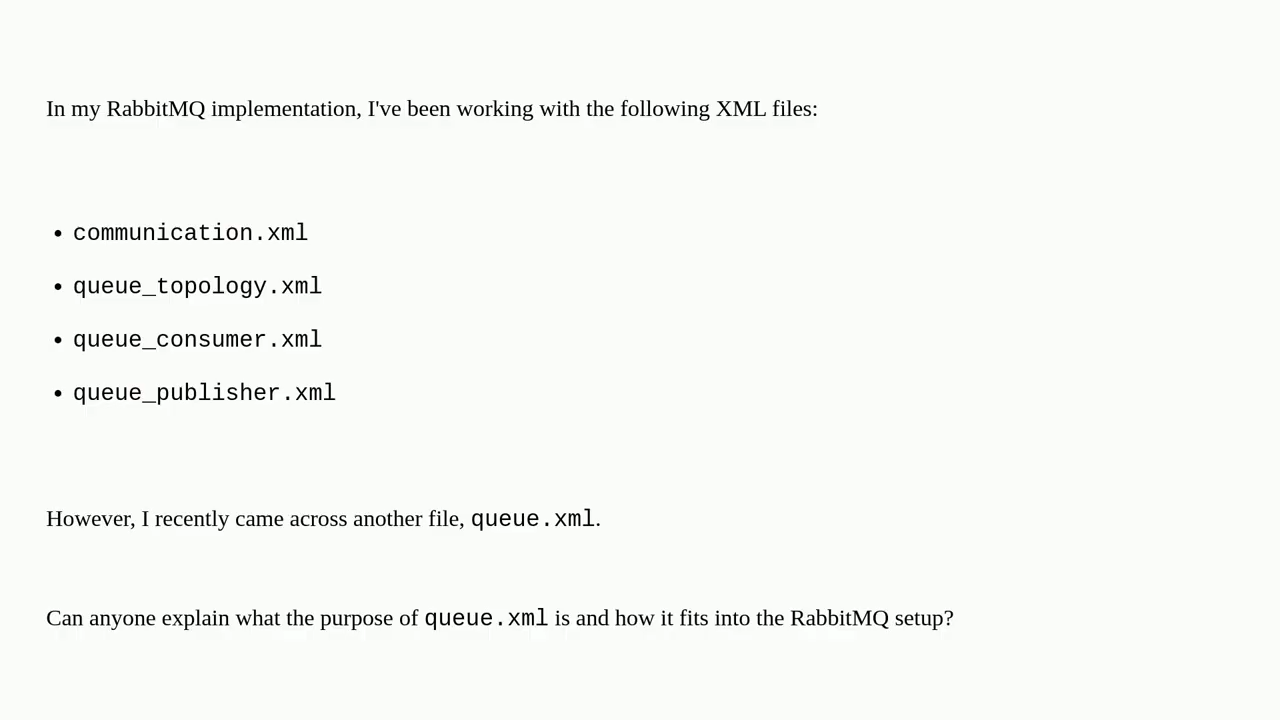 In my RabbitMQ implementation, I've been working with the following XML files:
• communication.xml
• queue_topology.xml
• queue_consumer.xml
• queue_publisher.xml
However, I recently came across another file, queue.xml.
Can anyone explain what the purpose of queue.xml is and how it fits into the RabbitMQ setup?